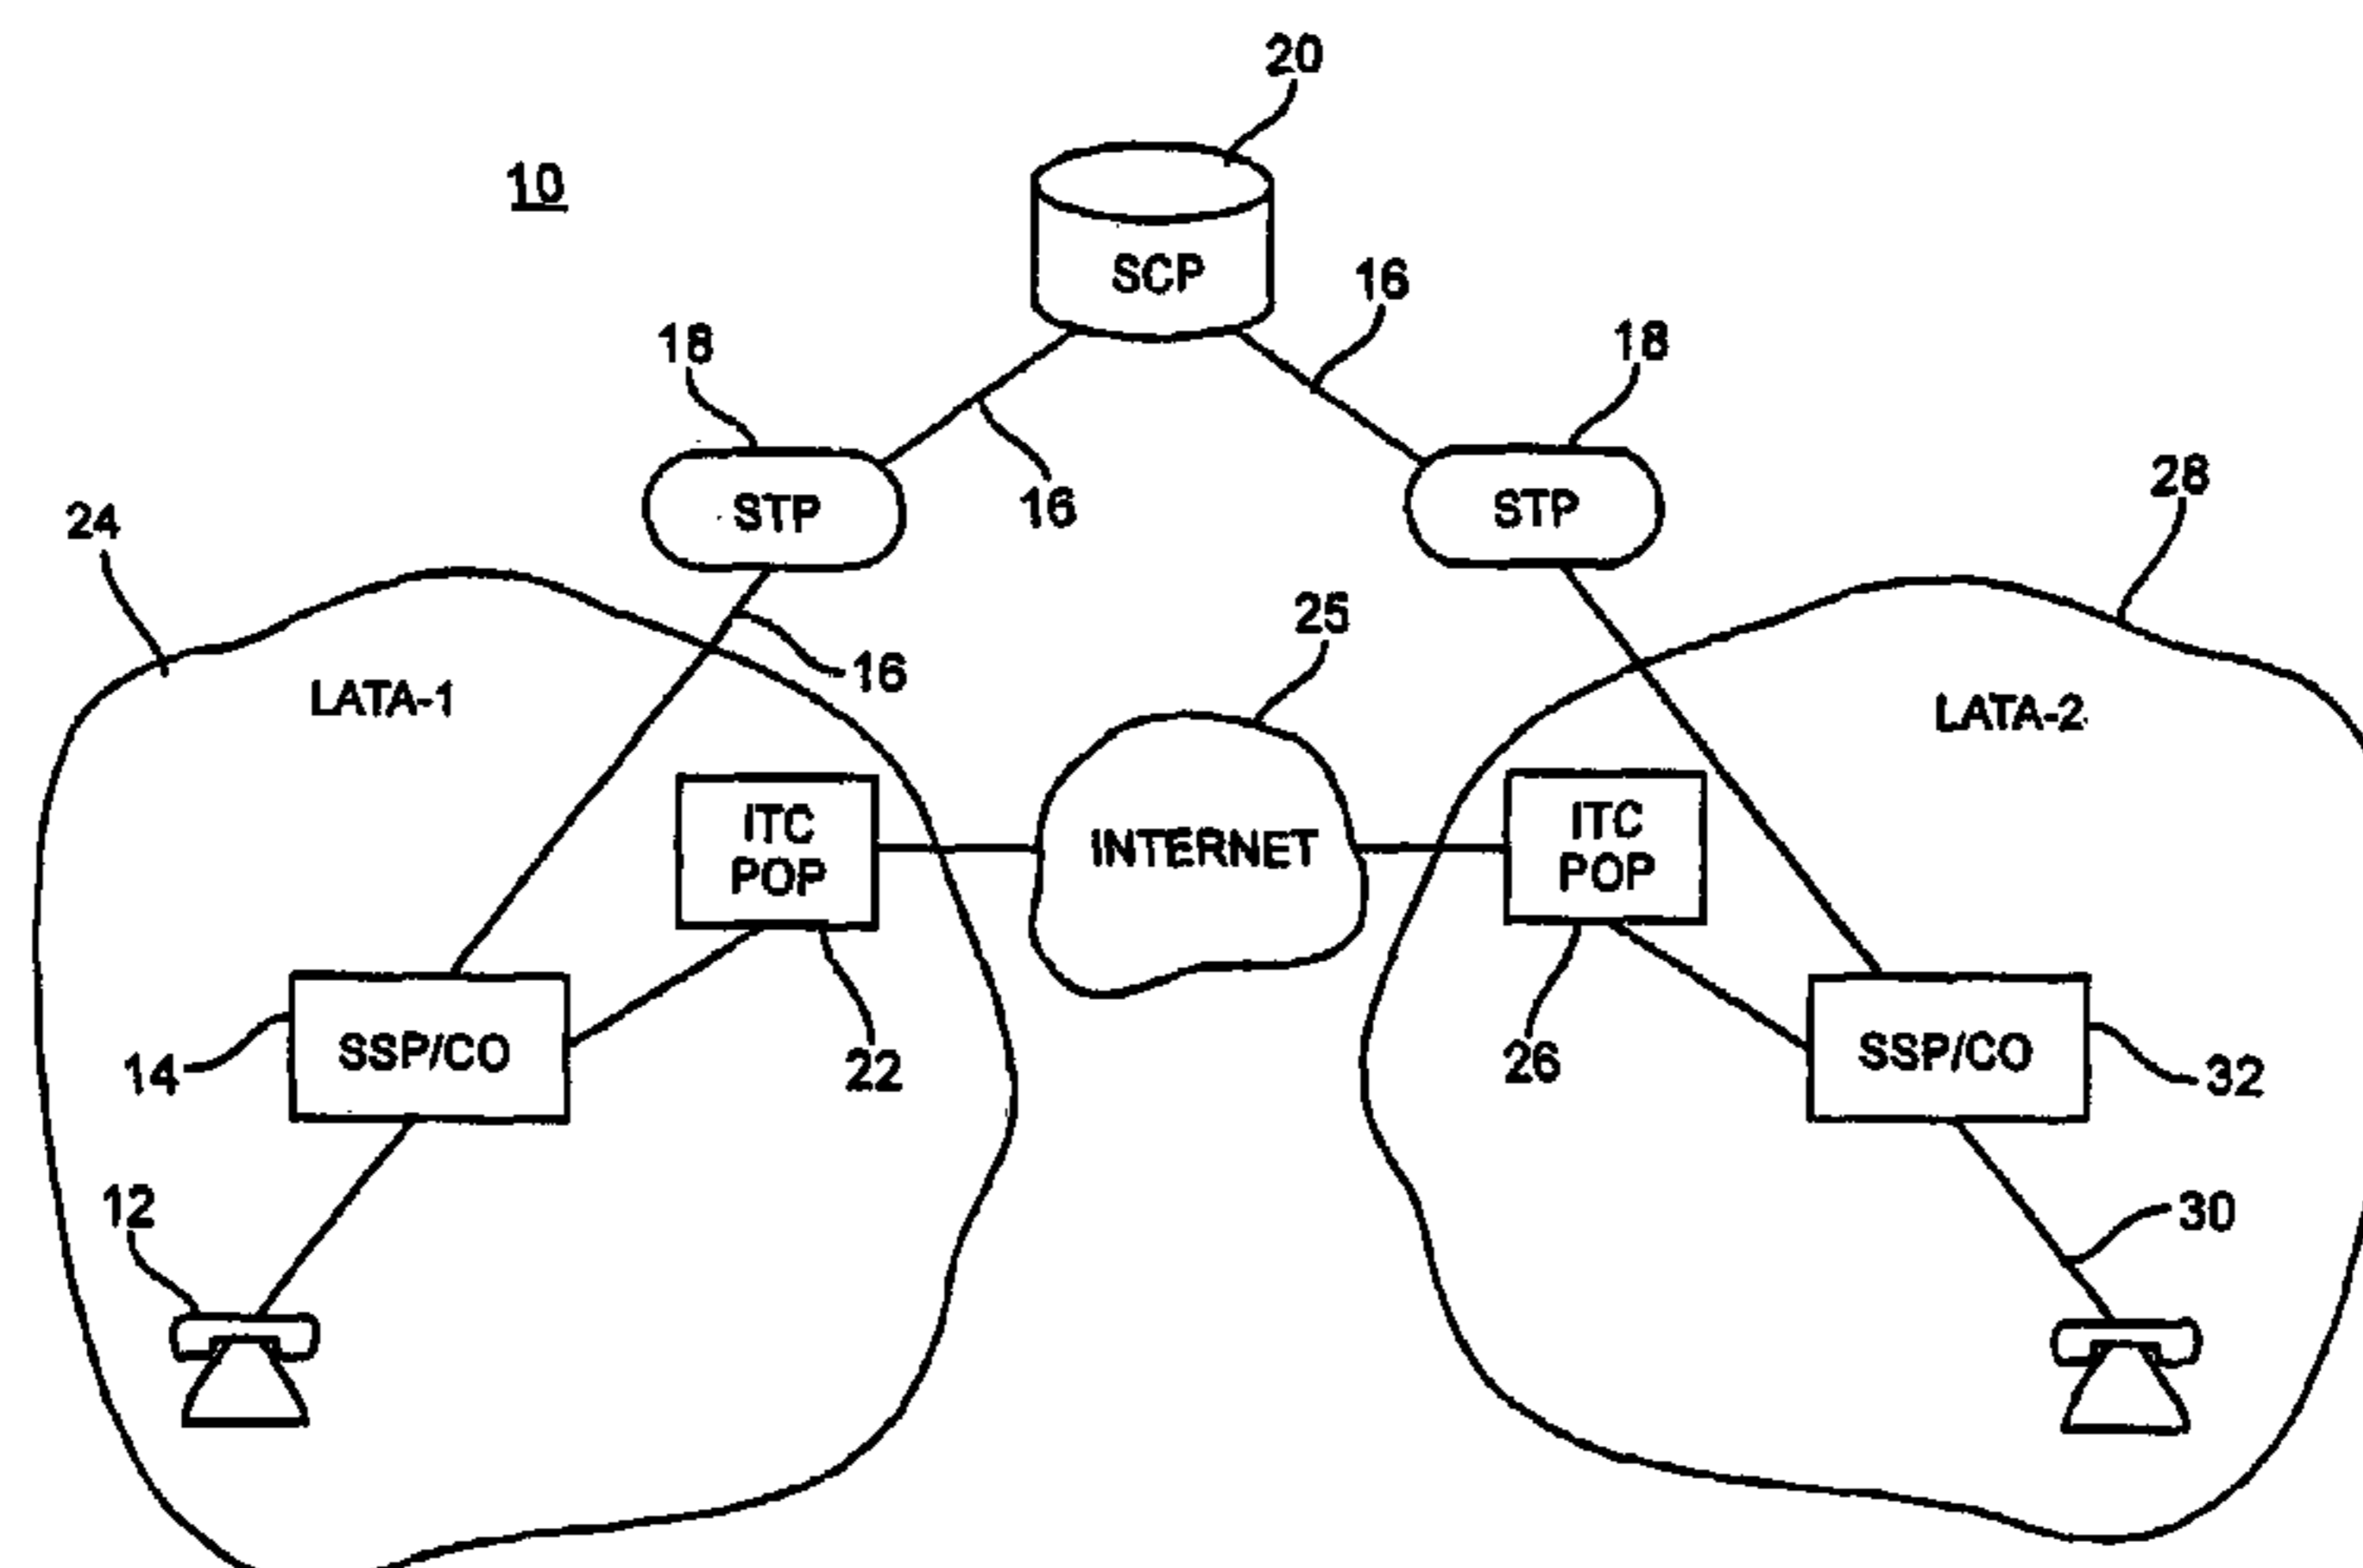 20
10
SCP
16
18
18
28
STP
16
STP
24
25
16
LATA-1
LATA-2
ITC
POP
INTERNET
ITC
POP
14
SSP/CO
22
26
SSP/CO
32
12
30